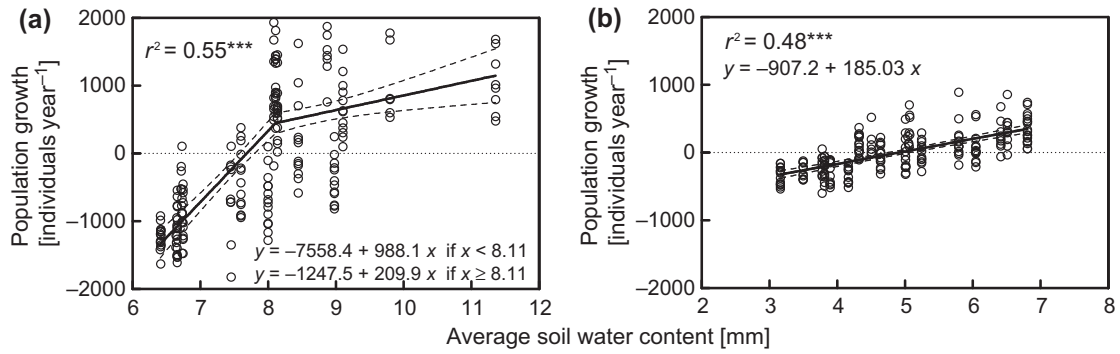 (a)
r² = 0.55***
y = –7558.4 + 988.1 x if x < 8.11
y = –1247.5 + 209.9 x if x ≥ 8.11
Population growth
[individuals year⁻¹]
2000
1000
0
–1000
–2000
6 7 8 9 10 11 12
(b)
r² = 0.48***
y = –907.2 + 185.03 x
Population growth
[individuals year⁻¹]
2000
1000
0
–1000
–2000
2 3 4 5 6 7 8
Average soil water content [mm]